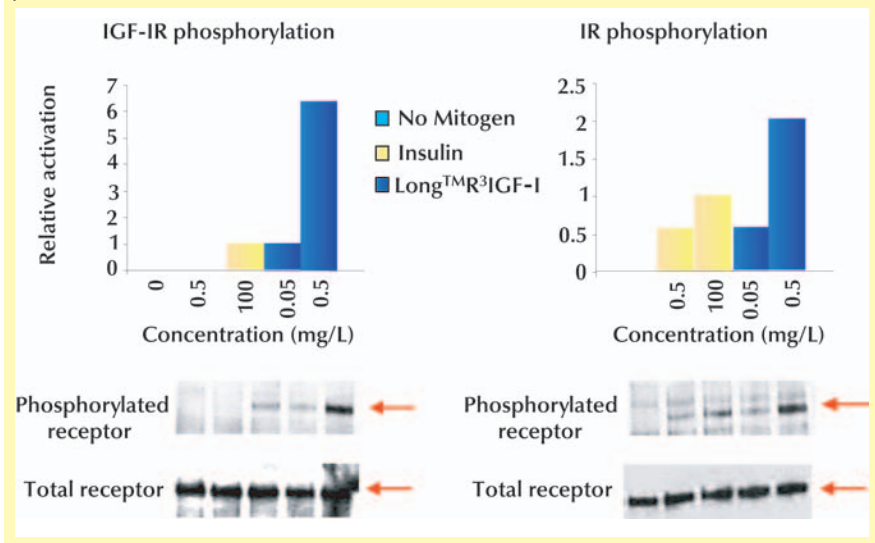 IGF-IR phosphorylation
Relative activation
7
6
5
4
3
2
1
0
0
0.5
100
0.05
0.5
Concentration (mg/L)
No Mitogen
Insulin
Long™R³IGF-I
IR phosphorylation
2.5
2
1.5
1
0.5
0
0.5
100
0.05
0.5
Concentration (mg/L)
Phosphorylated
receptor
Total receptor
Phosphorylated
receptor
Total receptor